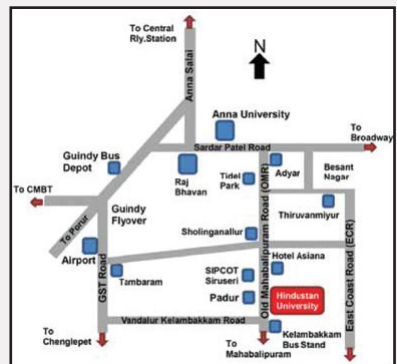 To Central
Rly.Station
N
Anna Salai
Anna University
To
Broadway
Sardar Patel Road
Guindy Bus
Depot
Raj
Bhavan
Tidel
Park
Adyar
Besant
Nagar
To CMBT
Guindy
Flyover
Thiruvanmiyur
To Porur
Old Mahabalipuram Road (OMR)
Sholinganallur
Airport
GST Road
Tambaram
Hotel Asiana
SIPCOT
Siruseri
East Coast Road (ECR)
Padur
Hindustan
University
Vandalur Kelambakkam Road
Kelambakkam
Bus Stand
To
Chenglepet
To
Mahabalipuram